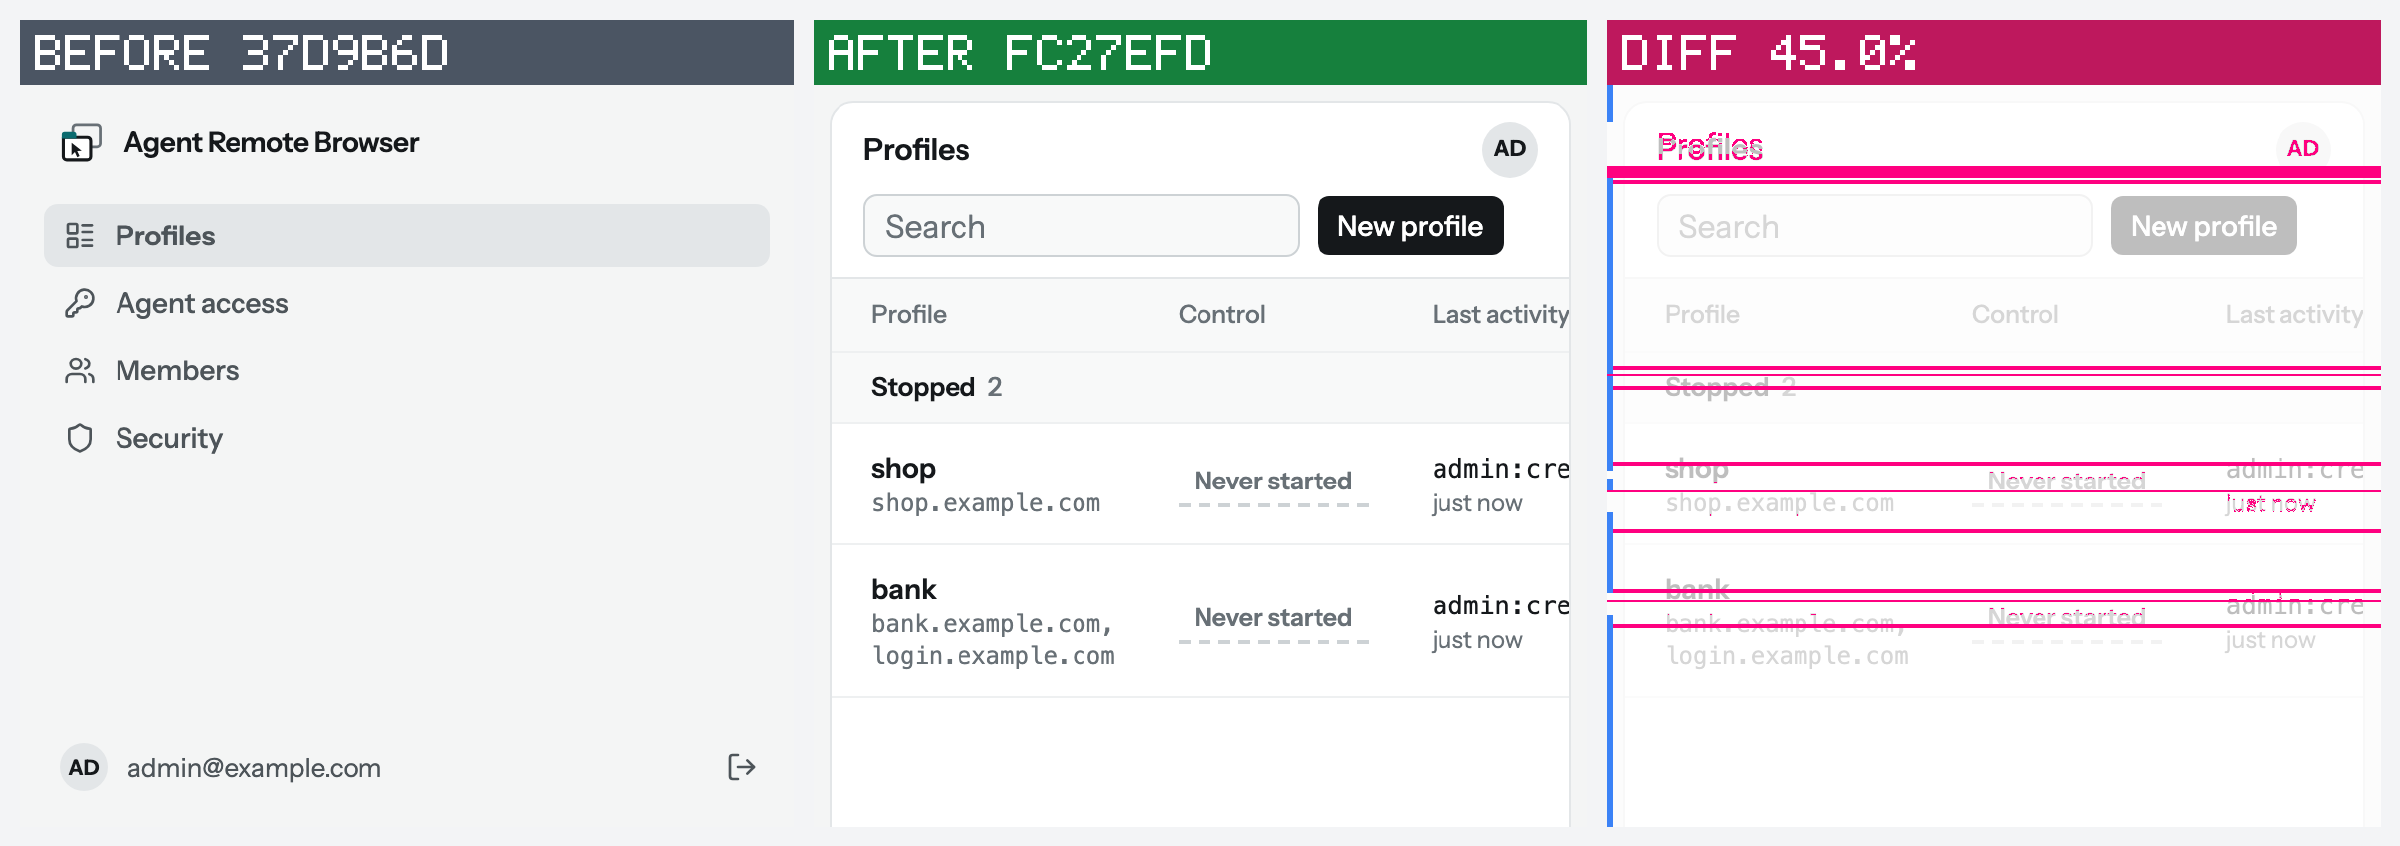 BEFORE 37D9B6D
Agent Remote Browser
Profiles
Agent access
Members
Security
AD admin@example.com
AFTER FC27EFD
Profiles AD
Search New profile
Profile Control Last activity
Stopped 2
shop Never started admin:cre
shop.example.com just now
bank Never started admin:cre
bank.example.com, just now
login.example.com
DIFF 45.0%
Profiles AD
Search New profile
Profile Control Last activity
Stopped 2
shop Never started admin:cre
shop.example.com just now
bank Never started admin:cre
bank.example.com, just now
login.example.com